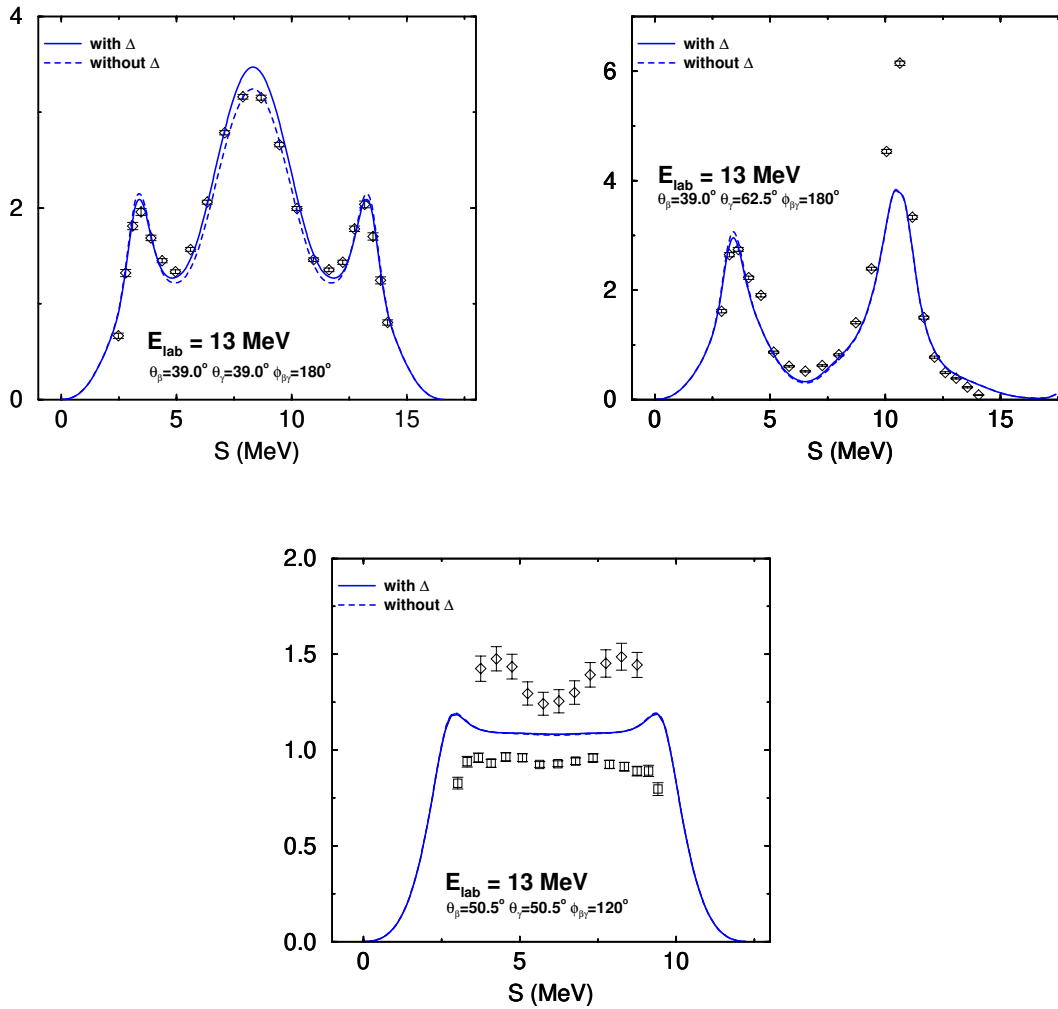 4
with Δ
without Δ
2
E_lab = 13 MeV
θ_β=39.0° θ_γ=39.0° ϕ_βγ=180°
0
0 5 10 15
S (MeV)
with Δ
without Δ
6
4
E_lab = 13 MeV
θ_β=39.0° θ_γ=62.5° ϕ_βγ=180°
2
0
0 5 10 15
S (MeV)
2.0
with Δ
without Δ
1.5
1.0
0.5
E_lab = 13 MeV
θ_β=50.5° θ_γ=50.5° ϕ_βγ=120°
0.0
0 5 10
S (MeV)